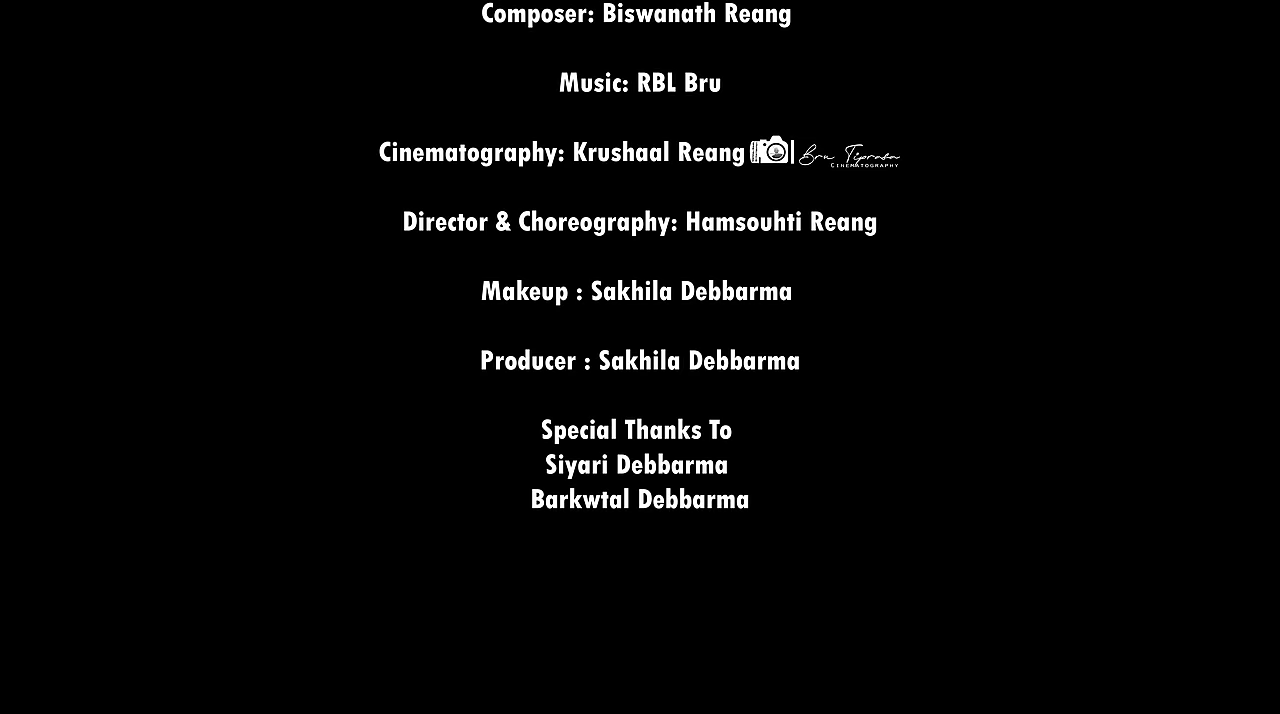 Composer: Biswanath Reang
Music: RBL Bru
Cinematography: Krushaal Reang Bru Tiprasa
CINEMATOGRAPHY
Director & Choreography: Hamsouhti Reang
Makeup : Sakhila Debbarma
Producer : Sakhila Debbarma
Special Thanks To
Siyari Debbarma
Barkwtal Debbarma